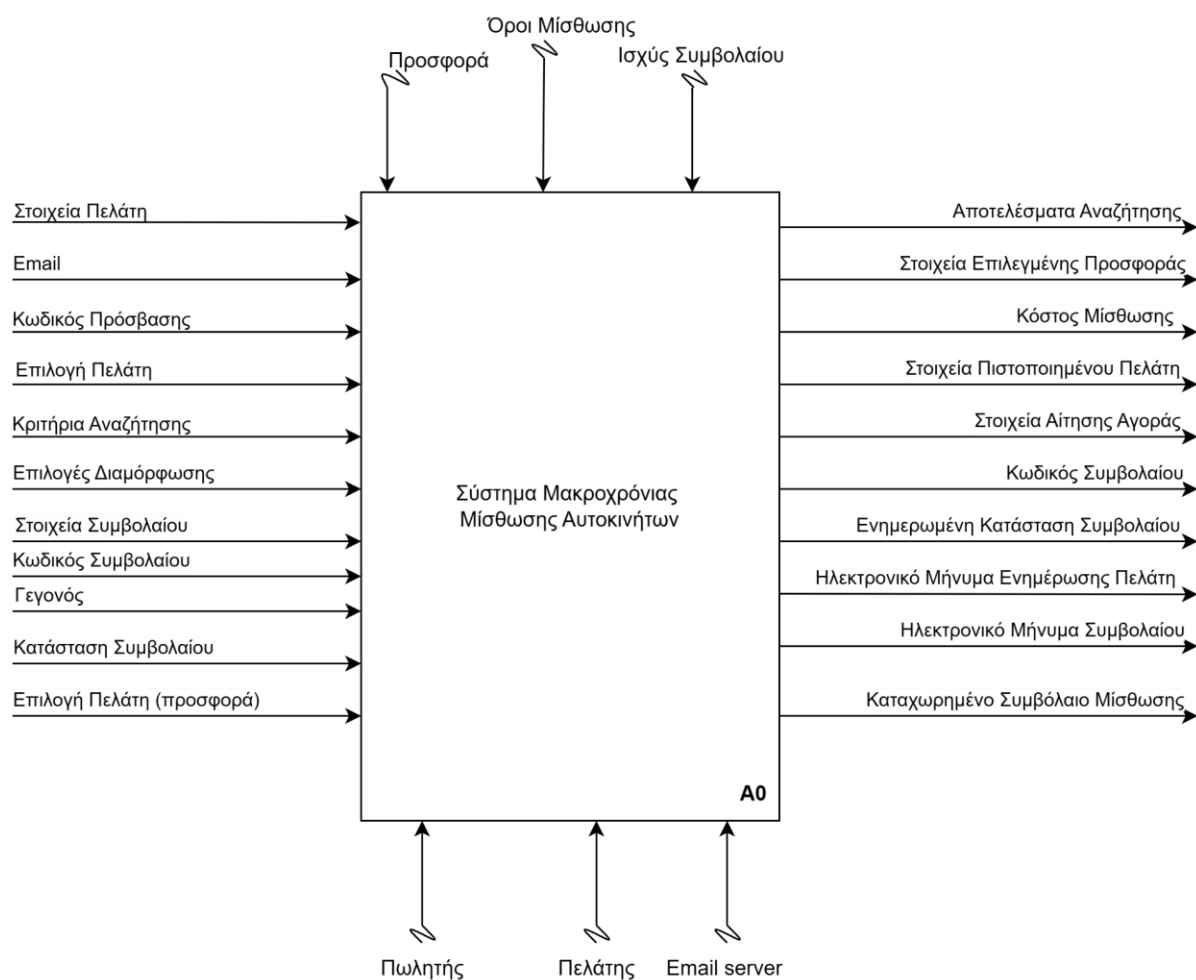 Όροι Μίσθωσης
Προσφορά
Ισχύς Συμβολαίου
Στοιχεία Πελάτη
Email
Κωδικός Πρόσβασης
Επιλογή Πελάτη
Κριτήρια Αναζήτησης
Επιλογές Διαμόρφωσης
Στοιχεία Συμβολαίου
Κωδικός Συμβολαίου
Γεγονός
Κατάσταση Συμβολαίου
Επιλογή Πελάτη (προσφορά)
Σύστημα Μακροχρόνιας
Μίσθωσης Αυτοκινήτων
A0
Αποτελέσματα Αναζήτησης
Στοιχεία Επιλεγμένης Προσφοράς
Κόστος Μίσθωσης
Στοιχεία Πιστοποιημένου Πελάτη
Στοιχεία Αίτησης Αγοράς
Κωδικός Συμβολαίου
Ενημερωμένη Κατάσταση Συμβολαίου
Ηλεκτρονικό Μήνυμα Ενημέρωσης Πελάτη
Ηλεκτρονικό Μήνυμα Συμβολαίου
Καταχωρημένο Συμβόλαιο Μίσθωσης
Πωλητής
Πελάτης
Email server